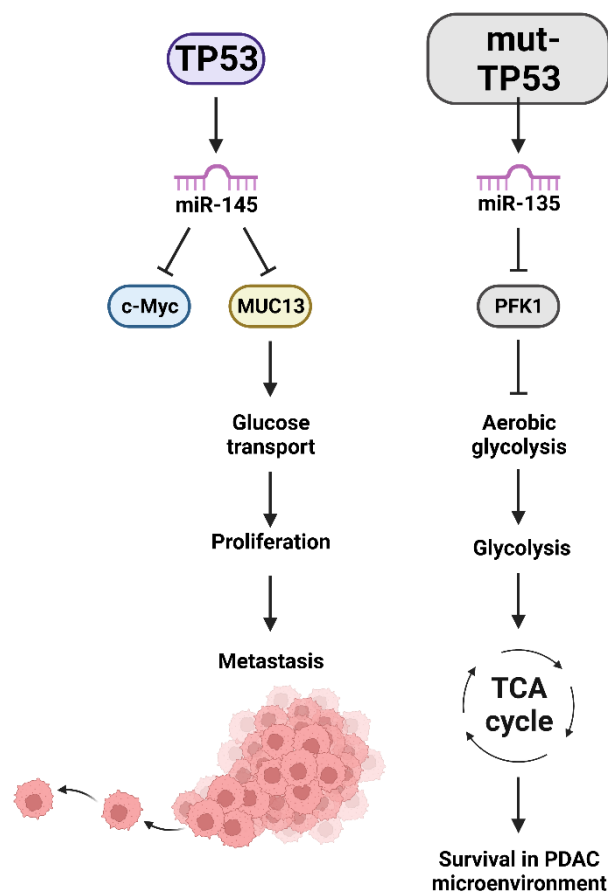 TP53
miR-145
c-Myc
MUC13
Glucose
transport
Proliferation
Metastasis
mut-
TP53
miR-135
PFK1
Aerobic
glycolysis
Glycolysis
TCA
cycle
Survival in PDAC
microenvironment